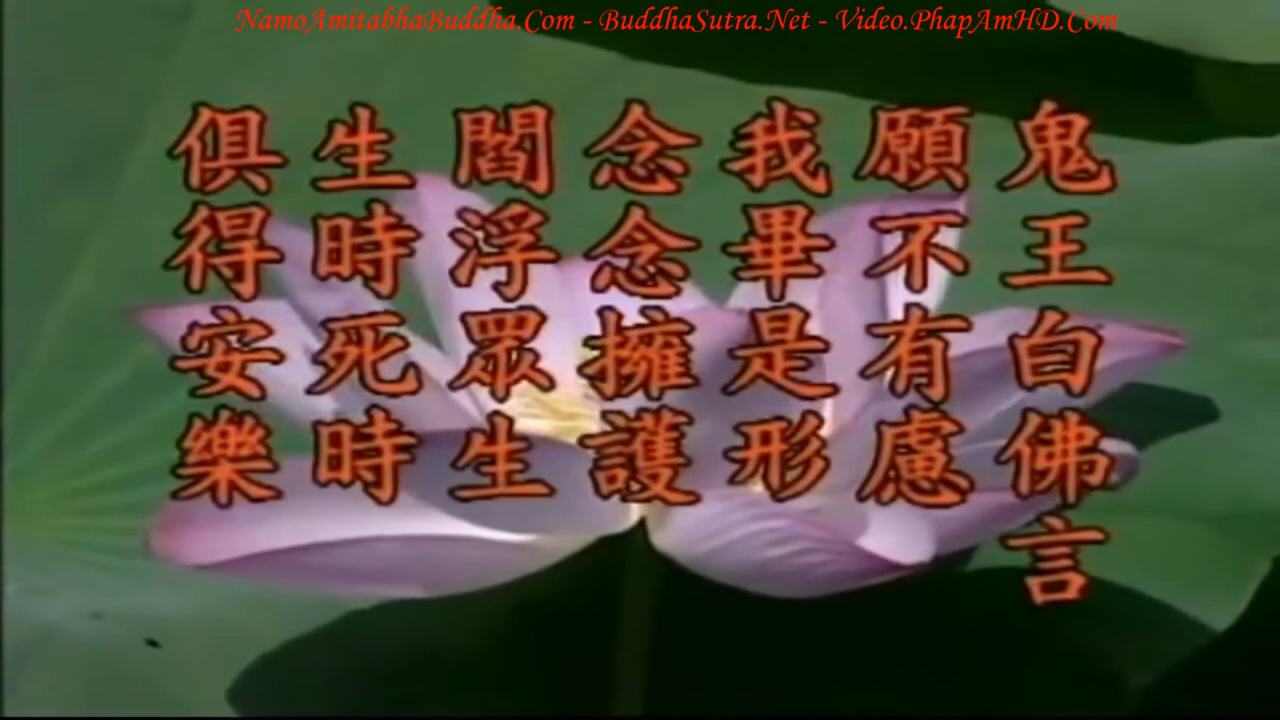 NamoAmitabhaBuddha.Com - BuddhaSutra.Net - Video.PhapAmHD.Com
鬼王白佛言
願不有慮
我畢是形
念念擁護
閻浮眾生
生時死時
俱得安樂